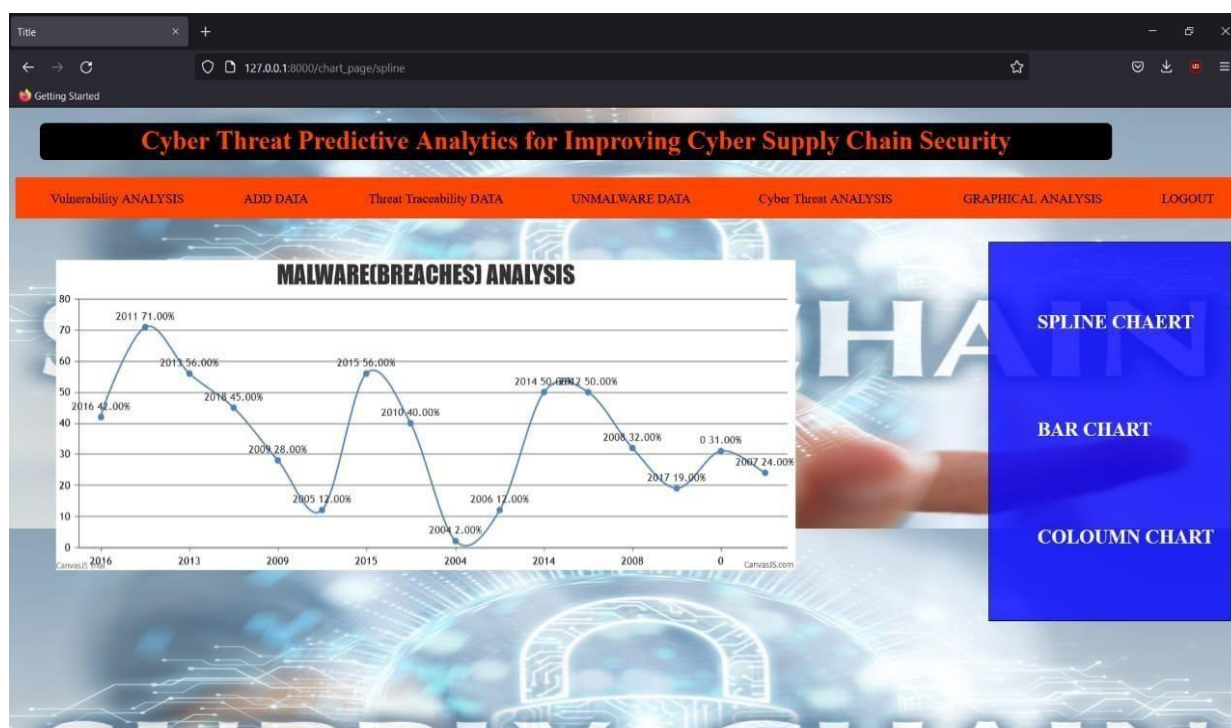 Title
127.0.0.1:8000/chart_page/spline
Getting Started
Cyber Threat Predictive Analytics for Improving Cyber Supply Chain Security
Vulnerability ANALYSIS ADD DATA Threat Traceability DATA UNMALWARE DATA Cyber Threat ANALYSIS GRAPHICAL ANALYSIS LOGOUT
MALWARE(BREACHES) ANALYSIS
80
70
60
50
40
30
20
10
0
2016 42.00%
2011 71.00%
2013 56.00%
2018 45.00%
2009 28.00%
2005 12.00%
2015 56.00%
2010 40.00%
2004 2.00%
2006 12.00%
2014 50.00%
2012 50.00%
2008 32.00%
2017 19.00%
0 31.00%
2007 24.00%
2016 2013 2009 2015 2004 2014 2008 0
CanvasJS Trial
CanvasJS.com
SPLINE CHAERT
BAR CHART
COLOUMN CHART
CHAIN
SUPPLY CHAIN